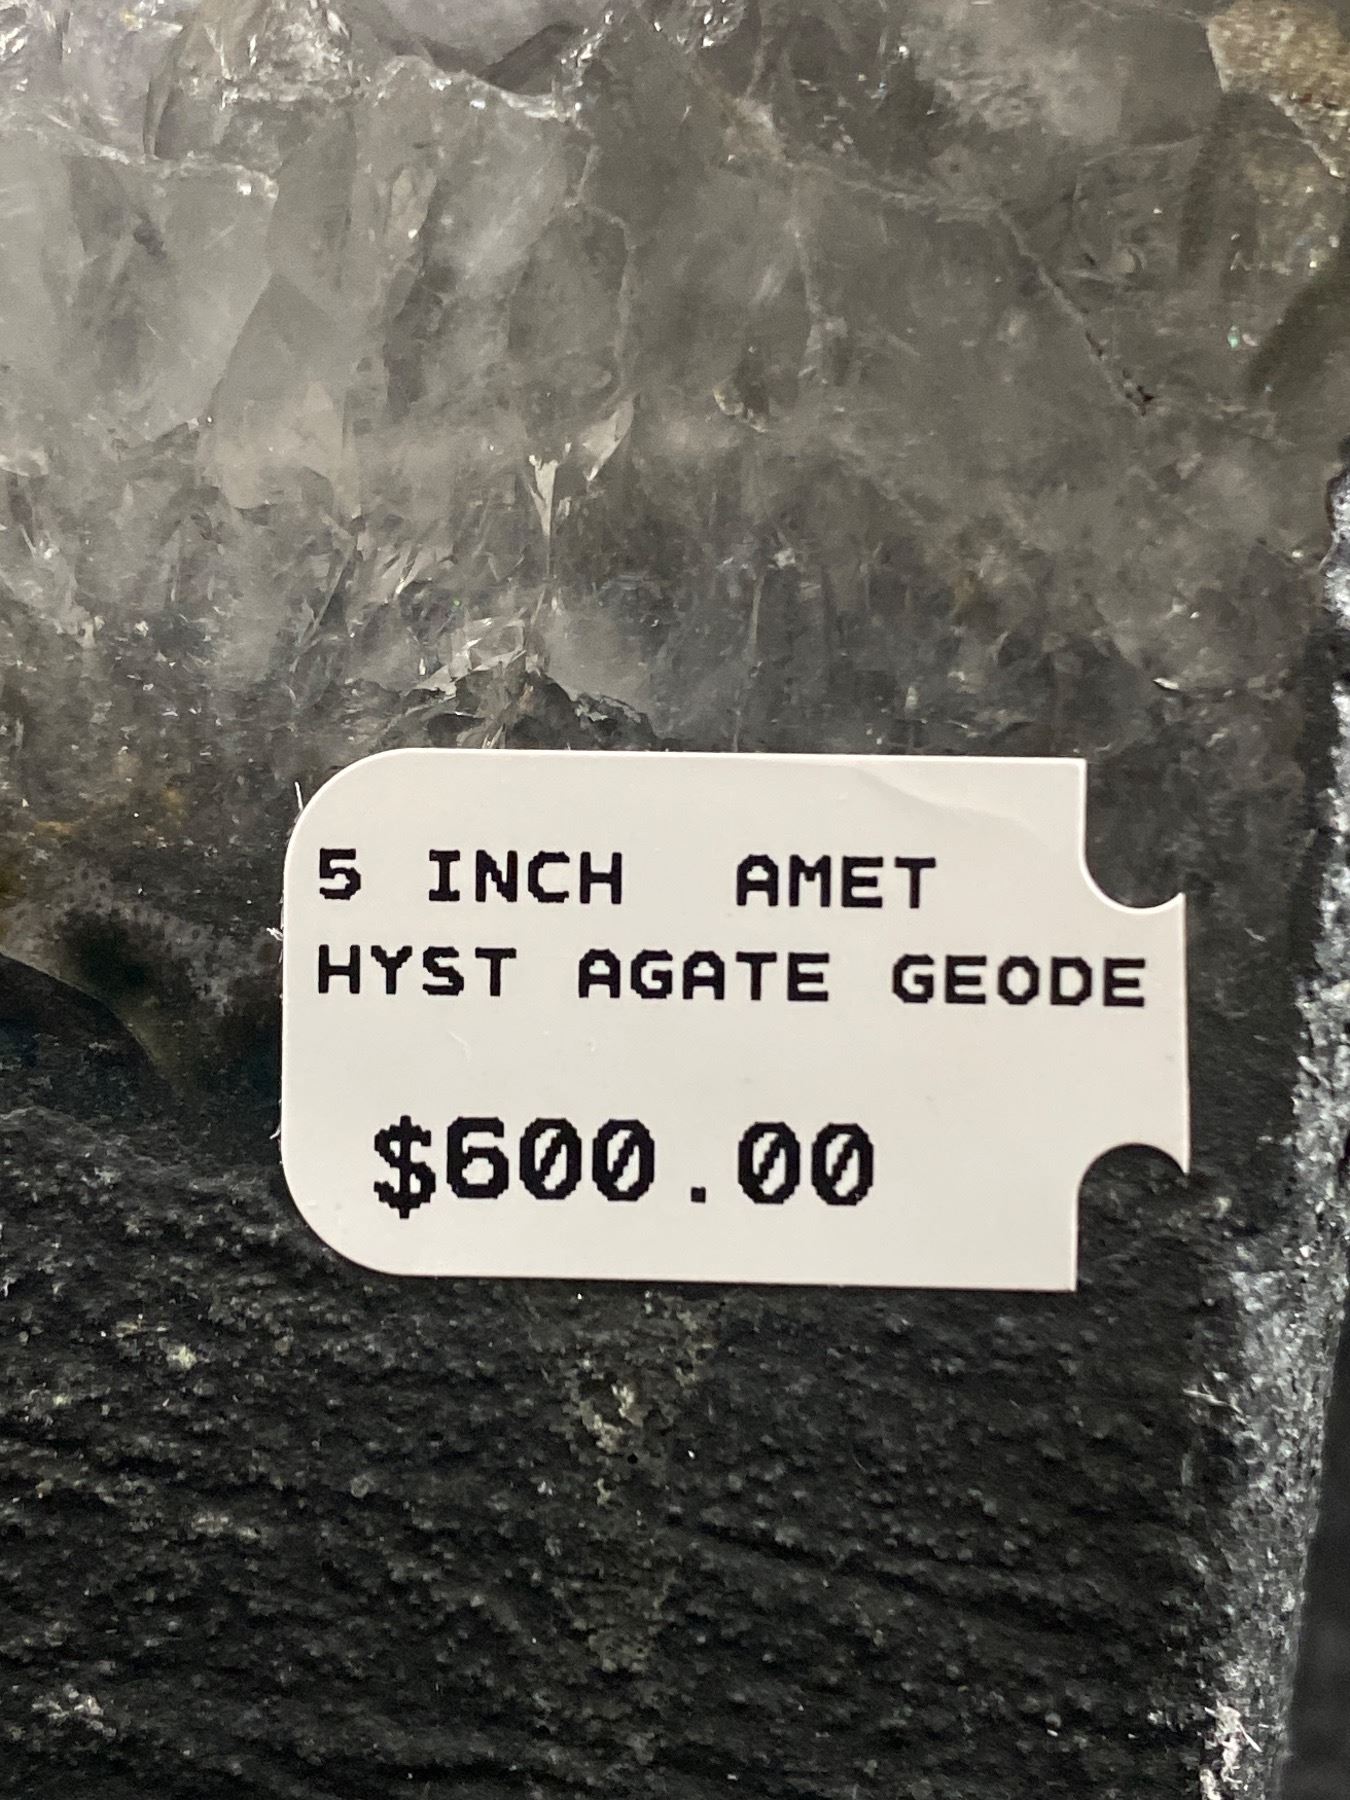 5 INCH AMET
HYST AGATE GEODE
$600.00